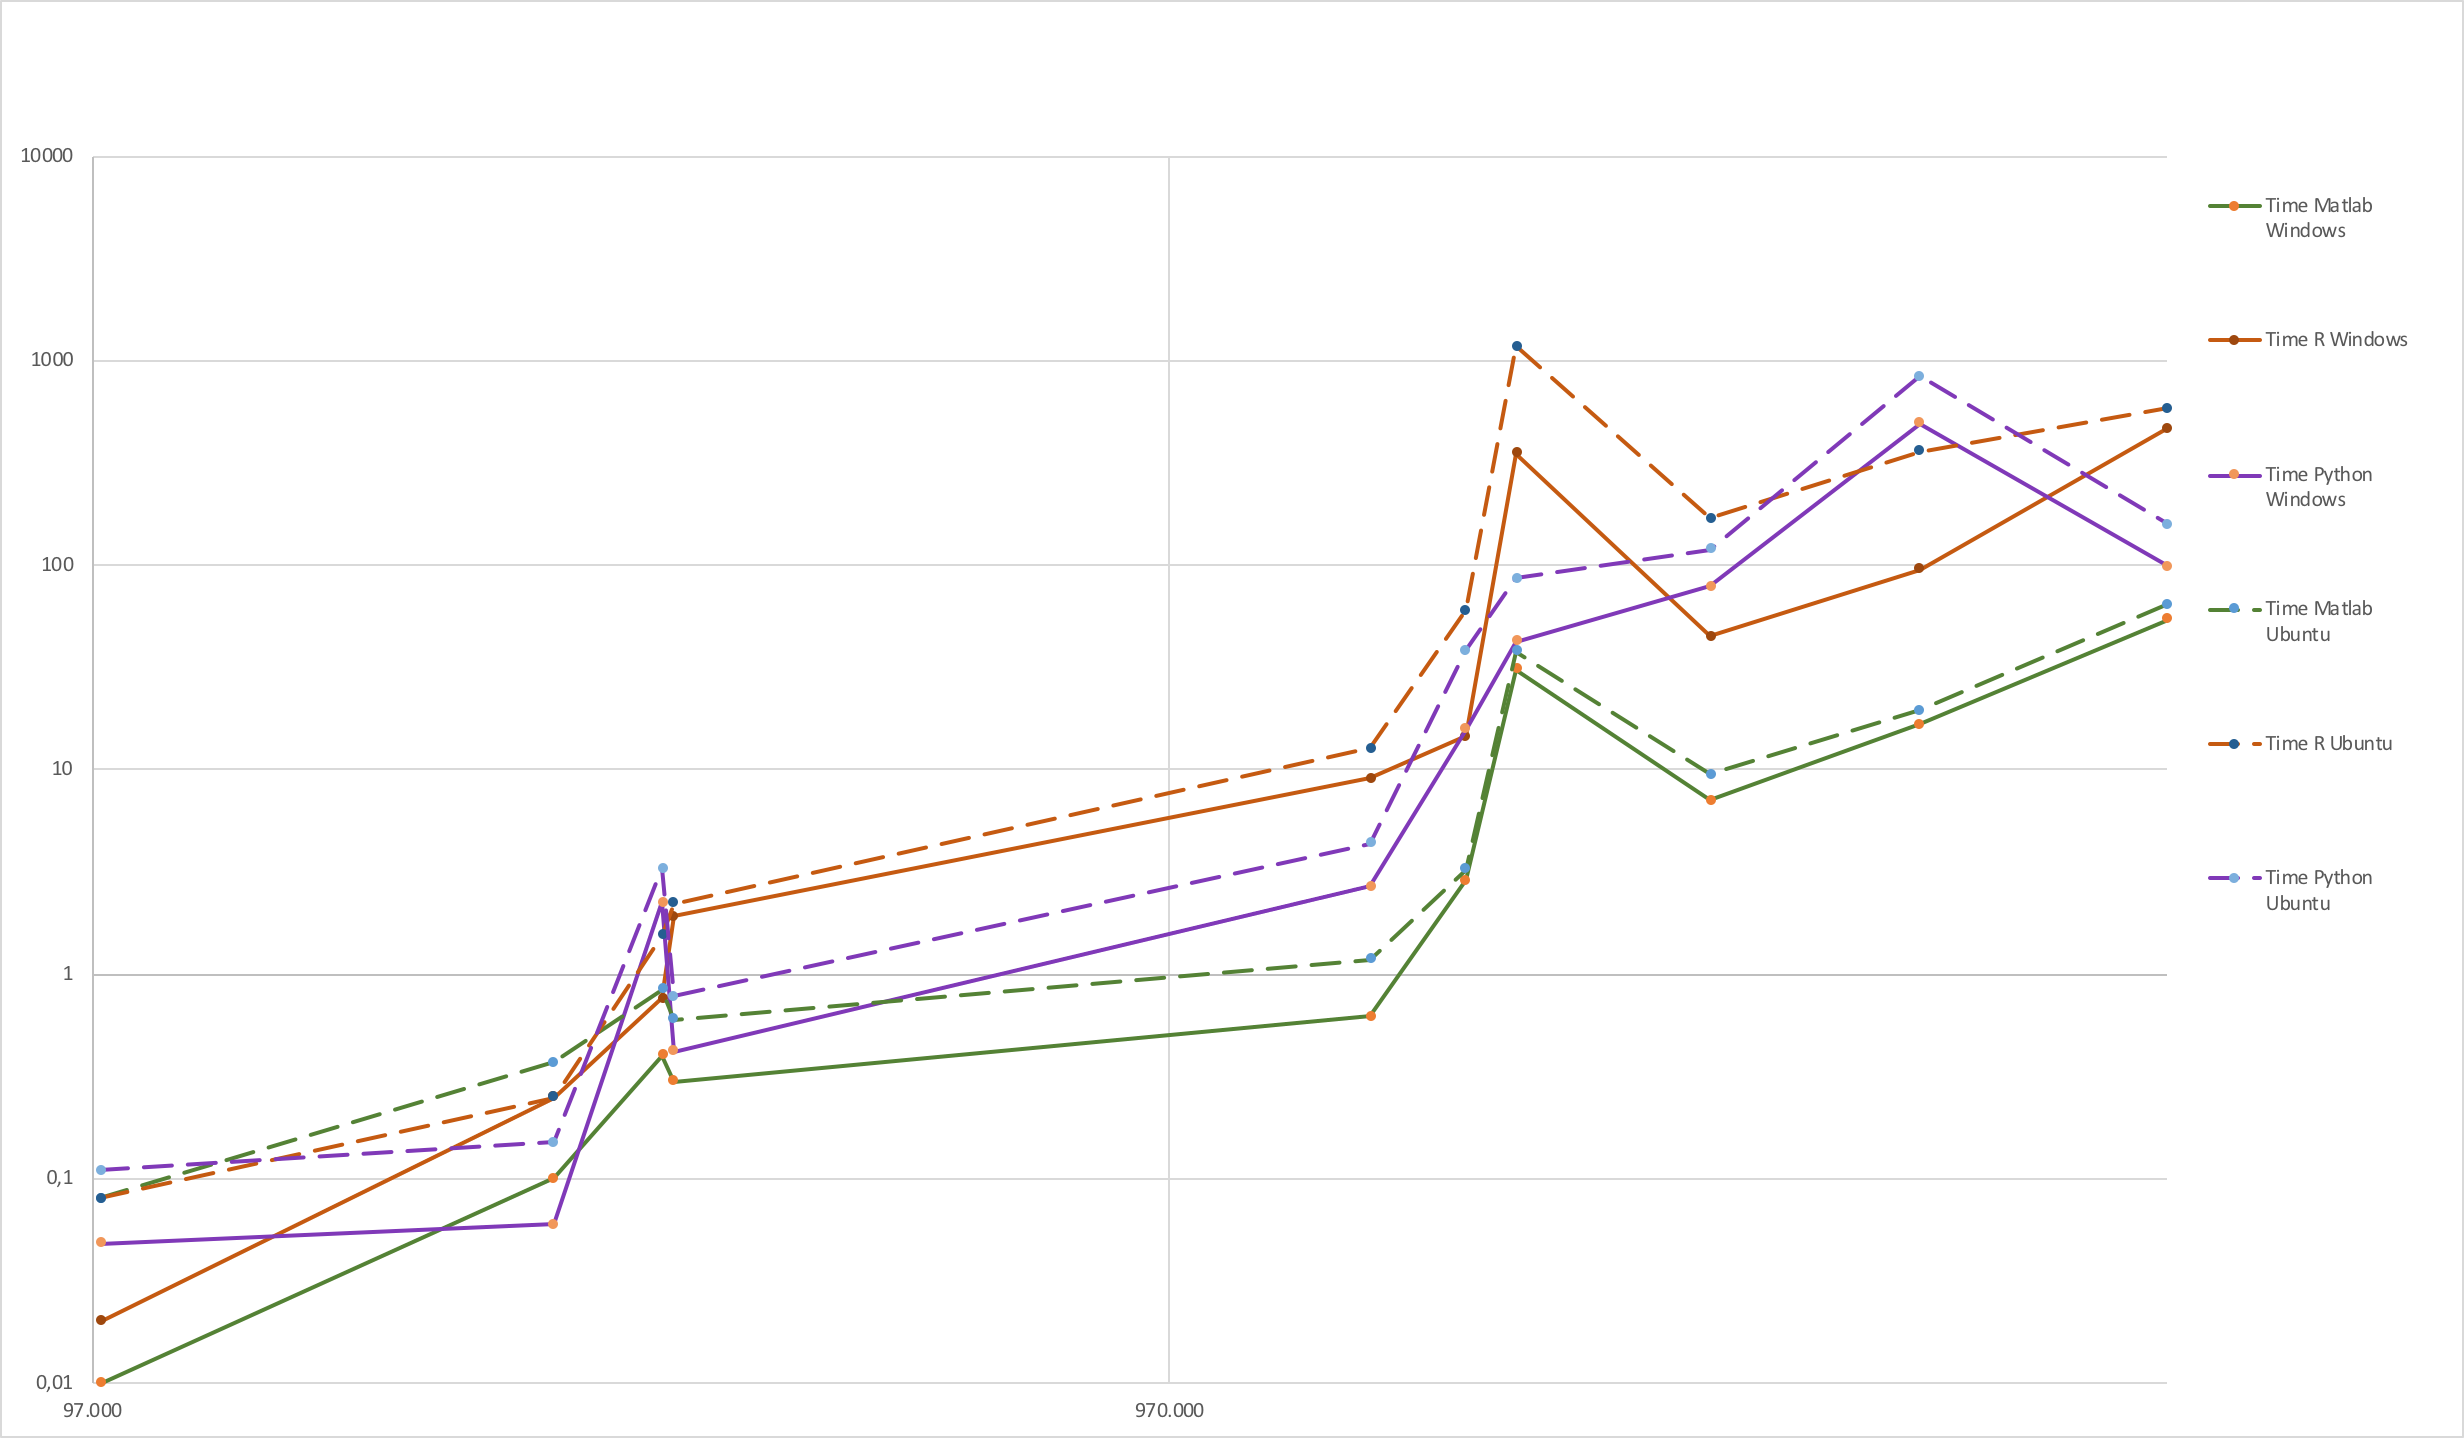 10000
1000
100
10
1
0,1
0,01
97.000
970.000
Time Matlab
Windows
Time R Windows
Time Python
Windows
Time Matlab
Ubuntu
Time R Ubuntu
Time Python
Ubuntu